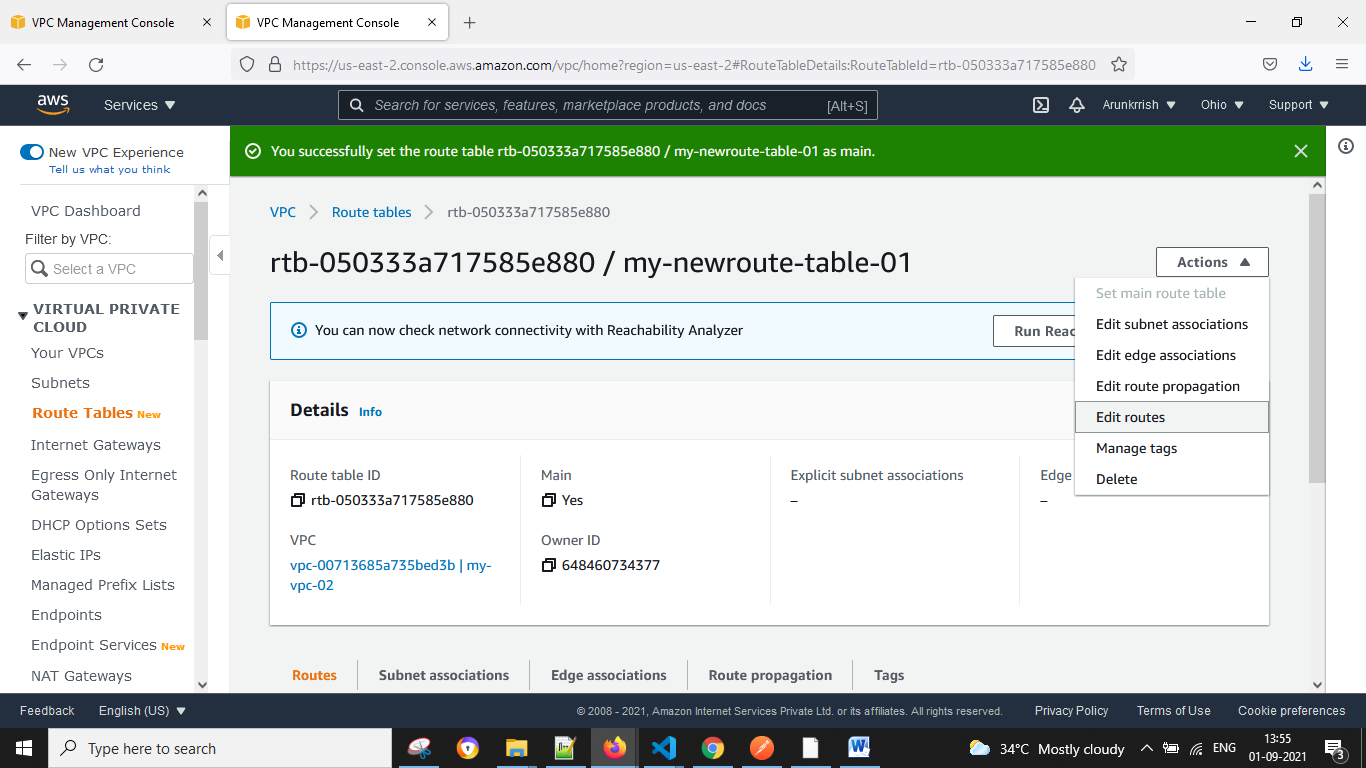 VPC Management Console
VPC Management Console
https://us-east-2.console.aws.amazon.com/vpc/home?region=us-east-2#RouteTableDetails:RouteTableId=rtb-050333a717585e880
aws
Services
Search for services, features, marketplace products, and docs
[Alt+S]
Arunkrrish
Ohio
Support
New VPC Experience
Tell us what you think
VPC Dashboard
Filter by VPC:
Select a VPC
VIRTUAL PRIVATE
CLOUD
Your VPCs
Subnets
Route Tables New
Internet Gateways
Egress Only Internet
Gateways
DHCP Options Sets
Elastic IPs
Managed Prefix Lists
Endpoints
Endpoint Services New
NAT Gateways
You successfully set the route table rtb-050333a717585e880 / my-newroute-table-01 as main.
VPC
Route tables
rtb-050333a717585e880
rtb-050333a717585e880 / my-newroute-table-01
Actions
Set main route table
Edit subnet associations
Edit edge associations
Edit route propagation
Edit routes
Manage tags
Delete
You can now check network connectivity with Reachability Analyzer
Run Reac
Details Info
Route table ID
rtb-050333a717585e880
Main
Yes
Explicit subnet associations
–
Edge
–
VPC
vpc-00713685a735bed3b | my-
vpc-02
Owner ID
648460734377
Routes
Subnet associations
Edge associations
Route propagation
Tags
Feedback
English (US)
© 2008 - 2021, Amazon Internet Services Private Ltd. or its affiliates. All rights reserved.
Privacy Policy
Terms of Use
Cookie preferences
Type here to search
34°C Mostly cloudy
ENG
13:55
01-09-2021
3